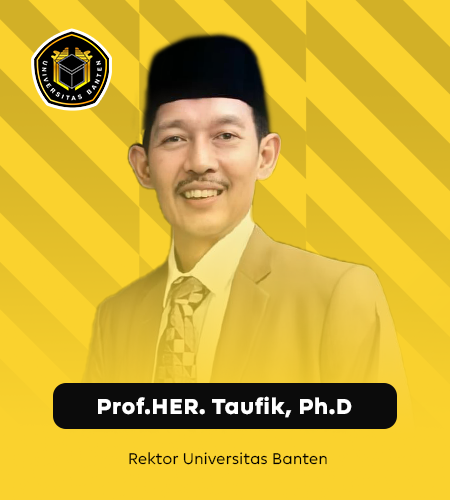 UNIVERSITAS BANTEN
Prof.HER. Taufik, Ph.D
Rektor Universitas Banten